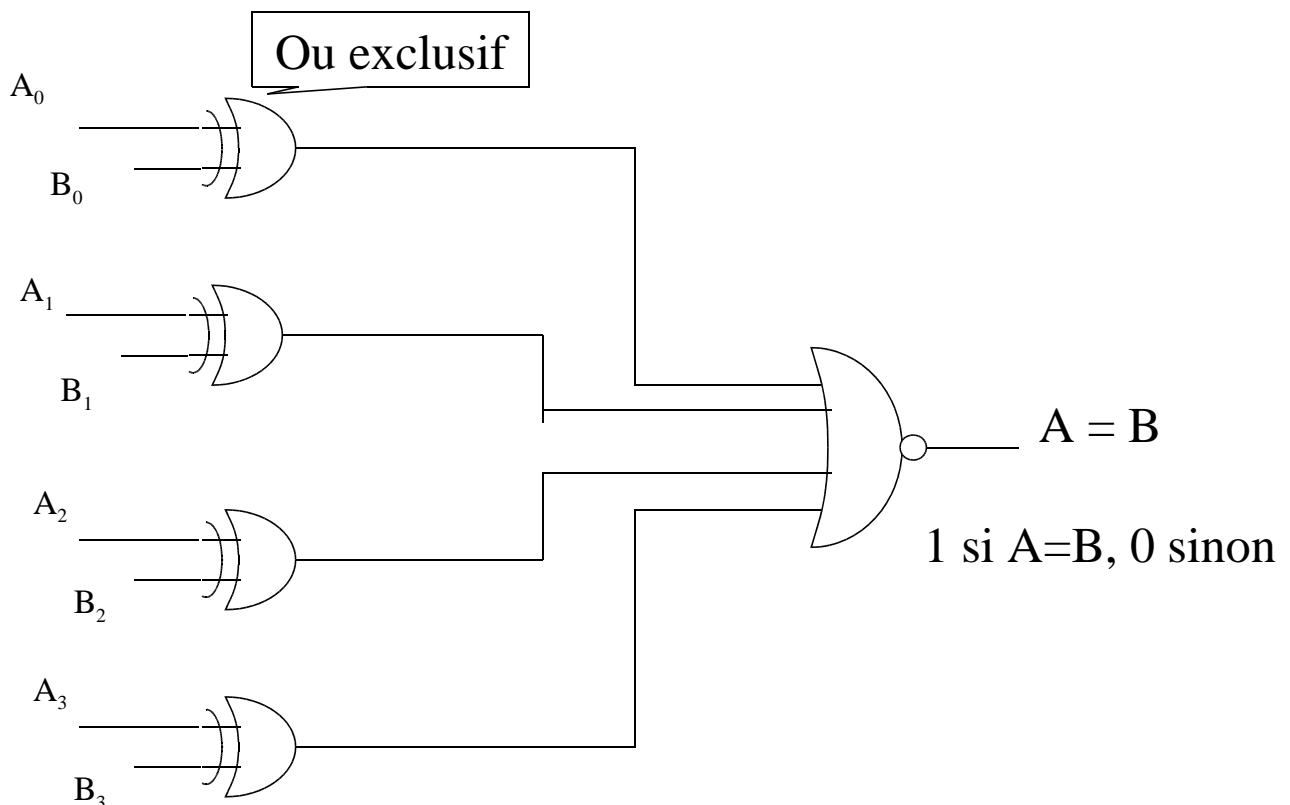 Ou exclusif
A0
B0
A1
B1
A = B
A2
1 si A=B, 0 sinon
B2
A3
B3